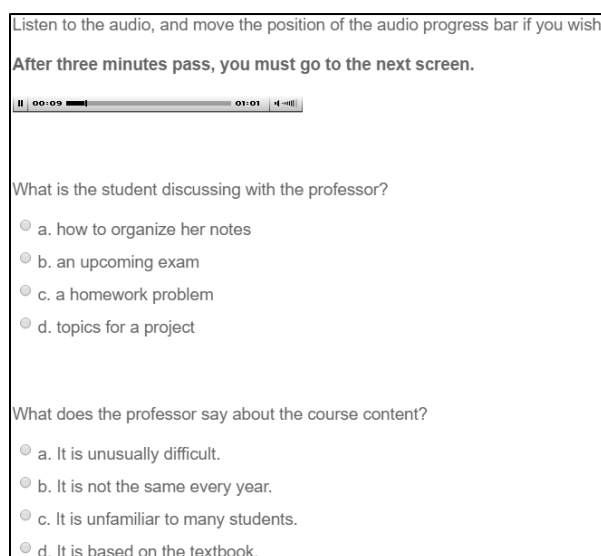 Listen to the audio, and move the position of the audio progress bar if you wish
After three minutes pass, you must go to the next screen.
00:09 01:01
What is the student discussing with the professor?
a. how to organize her notes
b. an upcoming exam
c. a homework problem
d. topics for a project
What does the professor say about the course content?
a. It is unusually difficult.
b. It is not the same every year.
c. It is unfamiliar to many students.
d. It is based on the textbook.